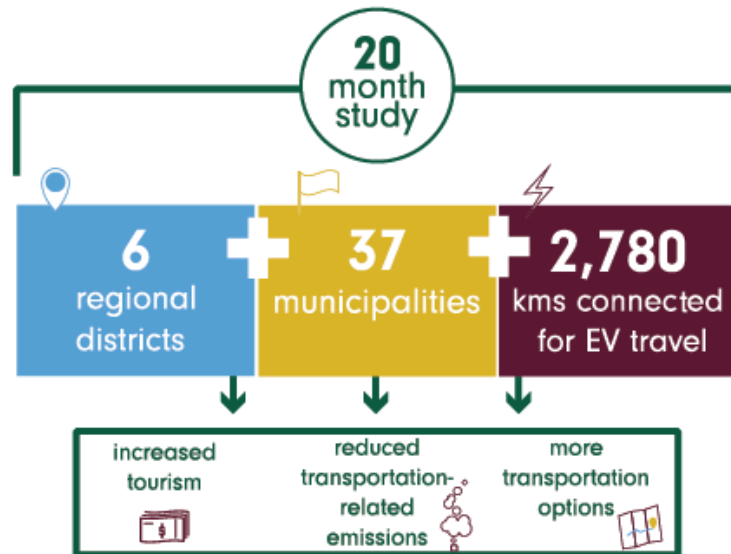 20
month
study
6
regional
districts
37
municipalities
2,780
kms connected
for EV travel
increased
tourism
$
reduced
transportation-
related
emissions
more
transportation
options